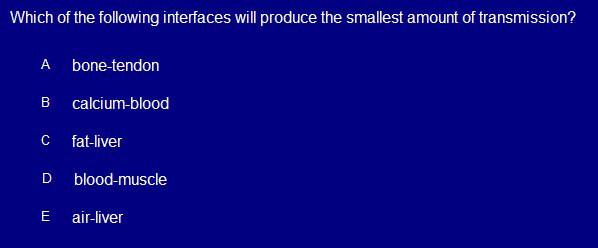 Which of the following interfaces will produce the smallest amount of transmission?
A bone-tendon
B calcium-blood
C fat-liver
D blood-muscle
E air-liver